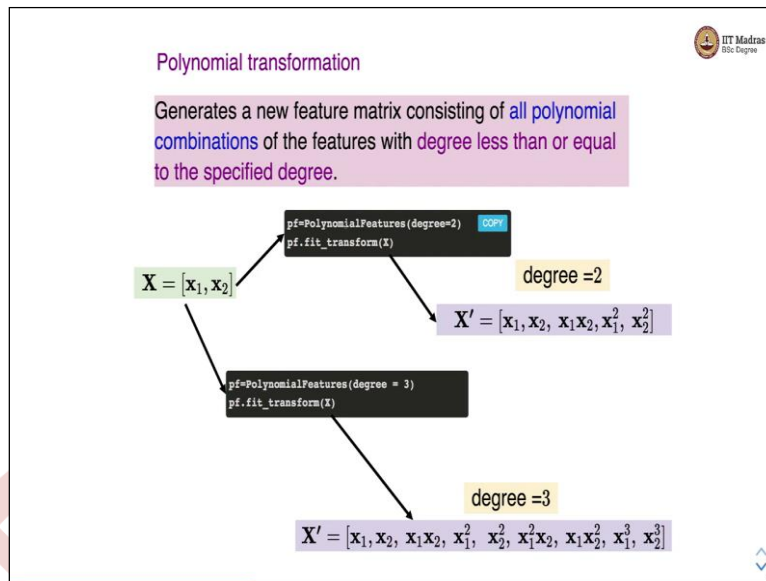 IIT Madras
BSc Degree
Polynomial transformation
Generates a new feature matrix consisting of all polynomial
combinations of the features with degree less than or equal
to the specified degree.
pf=PolynomialFeatures(degree=2) COPY
pf.fit_transform(X)
X = [x₁, x₂]
degree =2
X′ = [x₁, x₂, x₁x₂, x₁², x₂²]
pf=PolynomialFeatures(degree = 3)
pf.fit_transform(X)
degree =3
X′ = [x₁, x₂, x₁x₂, x₁², x₂², x₁²x₂, x₁x₂², x₁³, x₂³]